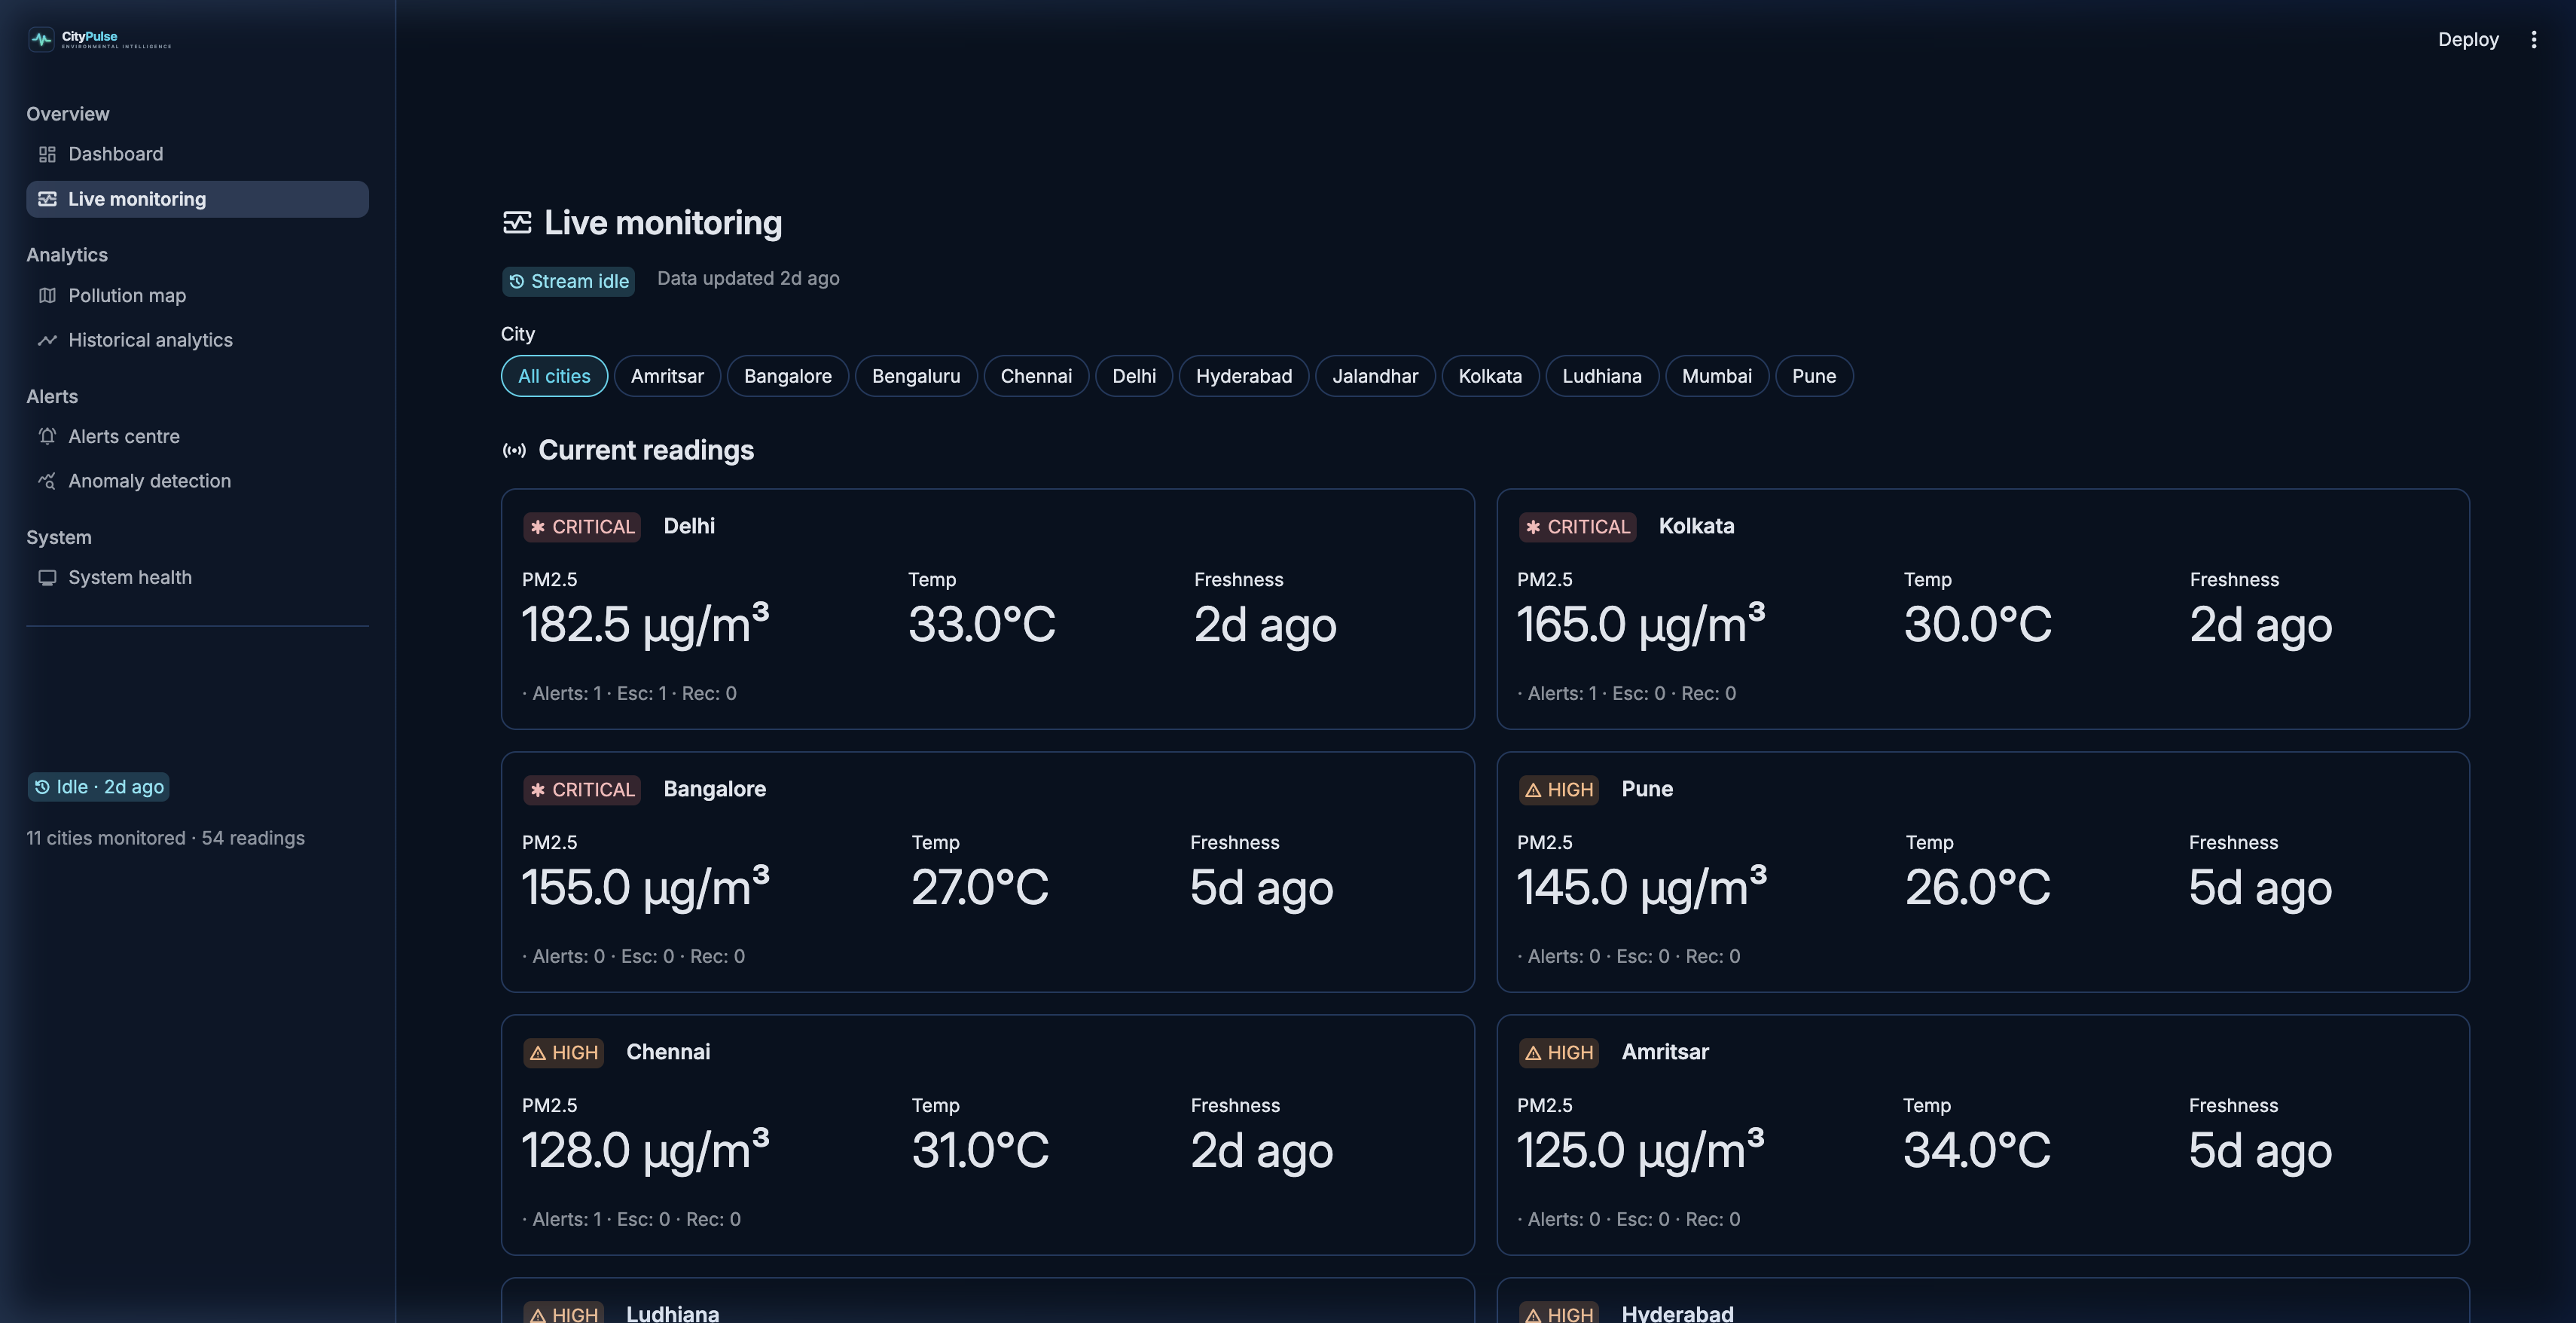 CityPulse
ENVIRONMENTAL INTELLIGENCE
Deploy
Overview
Dashboard
Live monitoring
Analytics
Pollution map
Historical analytics
Alerts
Alerts centre
Anomaly detection
System
System health
Idle · 2d ago
11 cities monitored · 54 readings
Live monitoring
Stream idle Data updated 2d ago
City
All cities Amritsar Bangalore Bengaluru Chennai Delhi Hyderabad Jalandhar Kolkata Ludhiana Mumbai Pune
Current readings
CRITICAL Delhi
PM2.5 Temp Freshness
182.5 μg/m³ 33.0°C 2d ago
· Alerts: 1 · Esc: 1 · Rec: 0
CRITICAL Kolkata
PM2.5 Temp Freshness
165.0 μg/m³ 30.0°C 2d ago
· Alerts: 1 · Esc: 0 · Rec: 0
CRITICAL Bangalore
PM2.5 Temp Freshness
155.0 μg/m³ 27.0°C 5d ago
· Alerts: 0 · Esc: 0 · Rec: 0
HIGH Pune
PM2.5 Temp Freshness
145.0 μg/m³ 26.0°C 5d ago
· Alerts: 0 · Esc: 0 · Rec: 0
HIGH Chennai
PM2.5 Temp Freshness
128.0 μg/m³ 31.0°C 2d ago
· Alerts: 1 · Esc: 0 · Rec: 0
HIGH Amritsar
PM2.5 Temp Freshness
125.0 μg/m³ 34.0°C 5d ago
· Alerts: 0 · Esc: 0 · Rec: 0
HIGH Ludhiana
HIGH Hyderabad